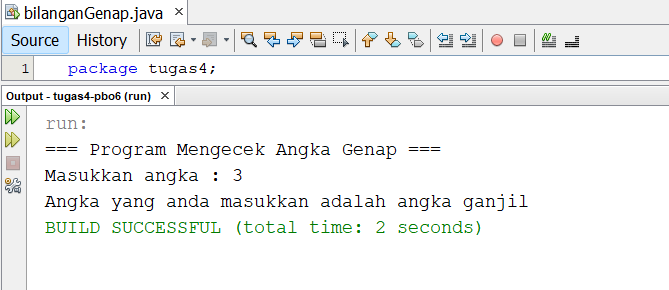 bilanganGenap.java
Source History
1 package tugas4;
Output - tugas4-pbo6 (run)
run:
=== Program Mengecek Angka Genap ===
Masukkan angka : 3
Angka yang anda masukkan adalah angka ganjil
BUILD SUCCESSFUL (total time: 2 seconds)